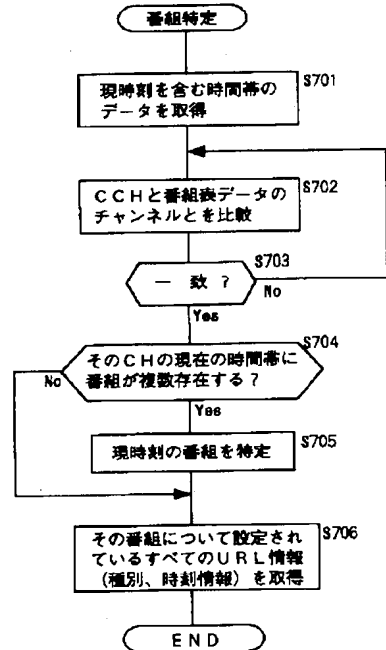 番組特定
S701
現時刻を含む時間帯の
データを取得
S702
CCHと番組表データの
チャンネルとを比較
S703
一致?
No
Yes
S704
そのCHの現在の時間帯に
番組が複数存在する?
No
Yes
S705
現時刻の番組を特定
S706
その番組について設定され
ているすべてのURL情報
(種別、時刻情報)を取得
END